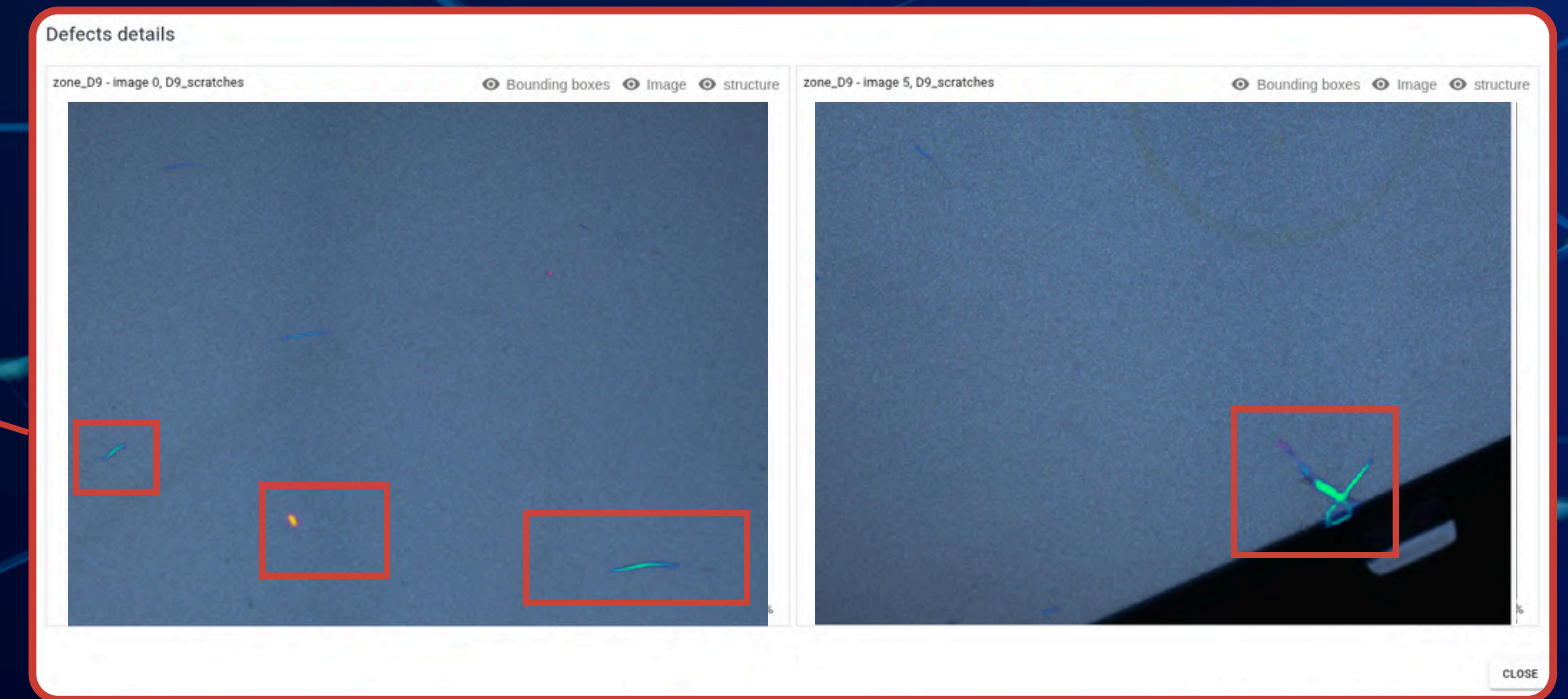 Defects details
zone_D9 - image 0, D9_scratches
Bounding boxes
Image
structure
zone_D9 - image 5, D9_scratches
Bounding boxes
Image
structure
%
%
CLOSE